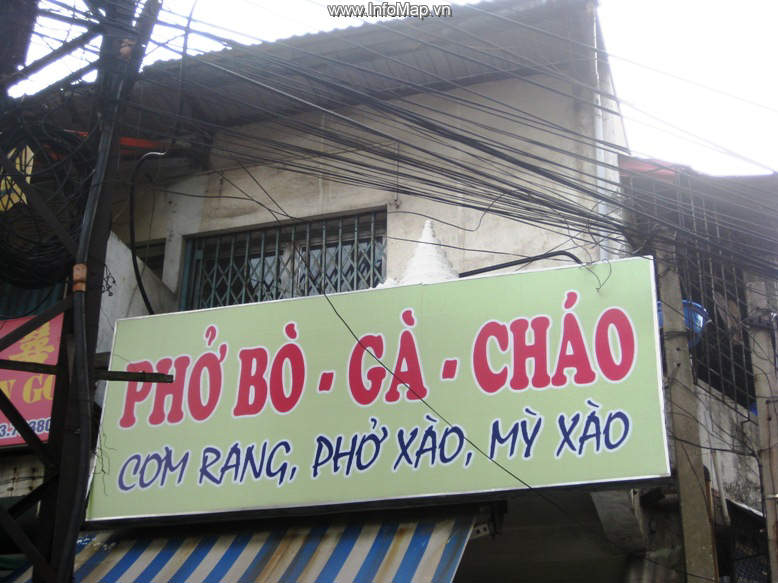 www.InfoMap.vn
PHỞ BÒ - GÀ - CHÁO
CƠM RANG, PHỞ XÀO, MỲ XÀO